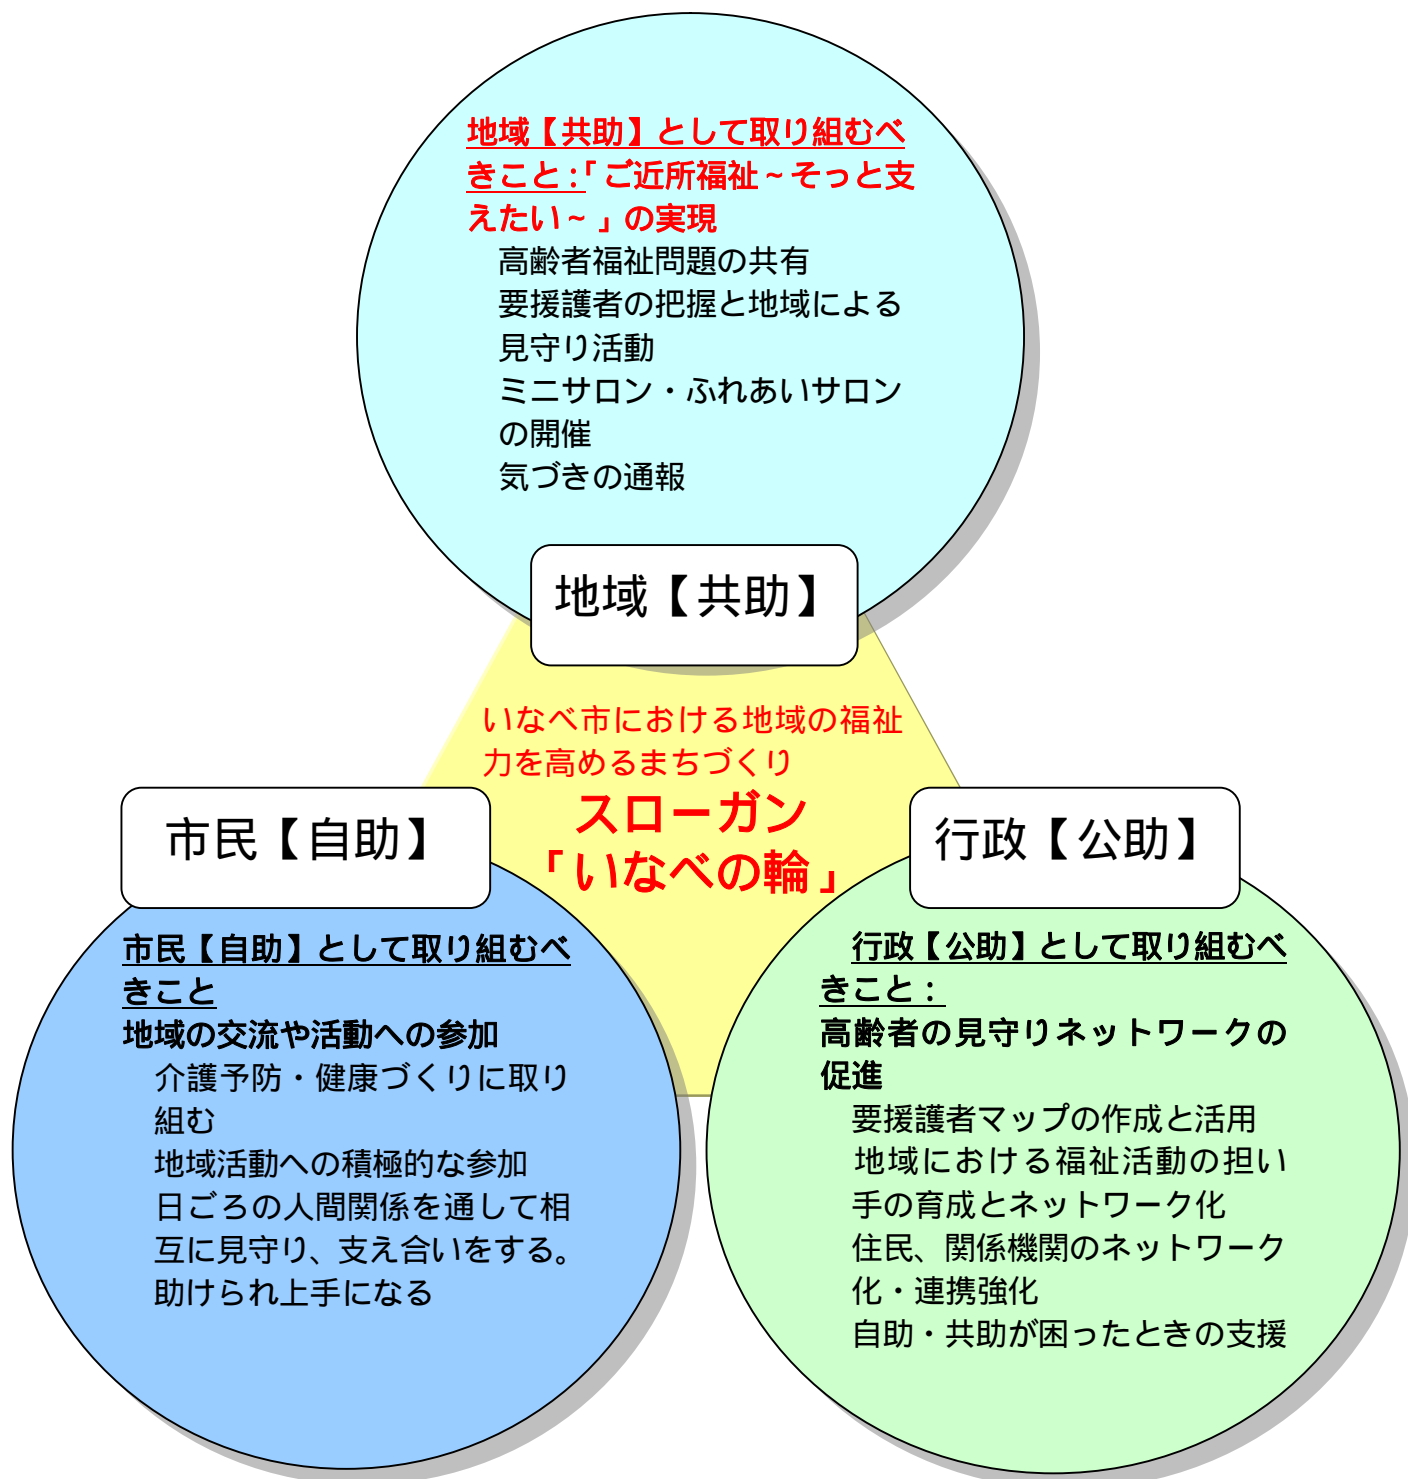 地域【共助】として取り組むべ
きこと：「ご近所福祉～そっと支
えたい～」の実現
高齢者福祉問題の共有
要援護者の把握と地域による
見守り活動
ミニサロン・ふれあいサロン
の開催
気づきの通報
地域【共助】
いなべ市における地域の福祉
力を高めるまちづくり
スローガン
「いなべの輪」
市民【自助】
市民【自助】として取り組むべ
きこと
地域の交流や活動への参加
介護予防・健康づくりに取り
組む
地域活動への積極的な参加
日ごろの人間関係を通して相
互に見守り、支え合いをする。
助けられ上手になる
行政【公助】
行政【公助】として取り組むべ
きこと：
高齢者の見守りネットワークの
促進
要援護者マップの作成と活用
地域における福祉活動の担い
手の育成とネットワーク化
住民、関係機関のネットワーク
化・連携強化
自助・共助が困ったときの支援